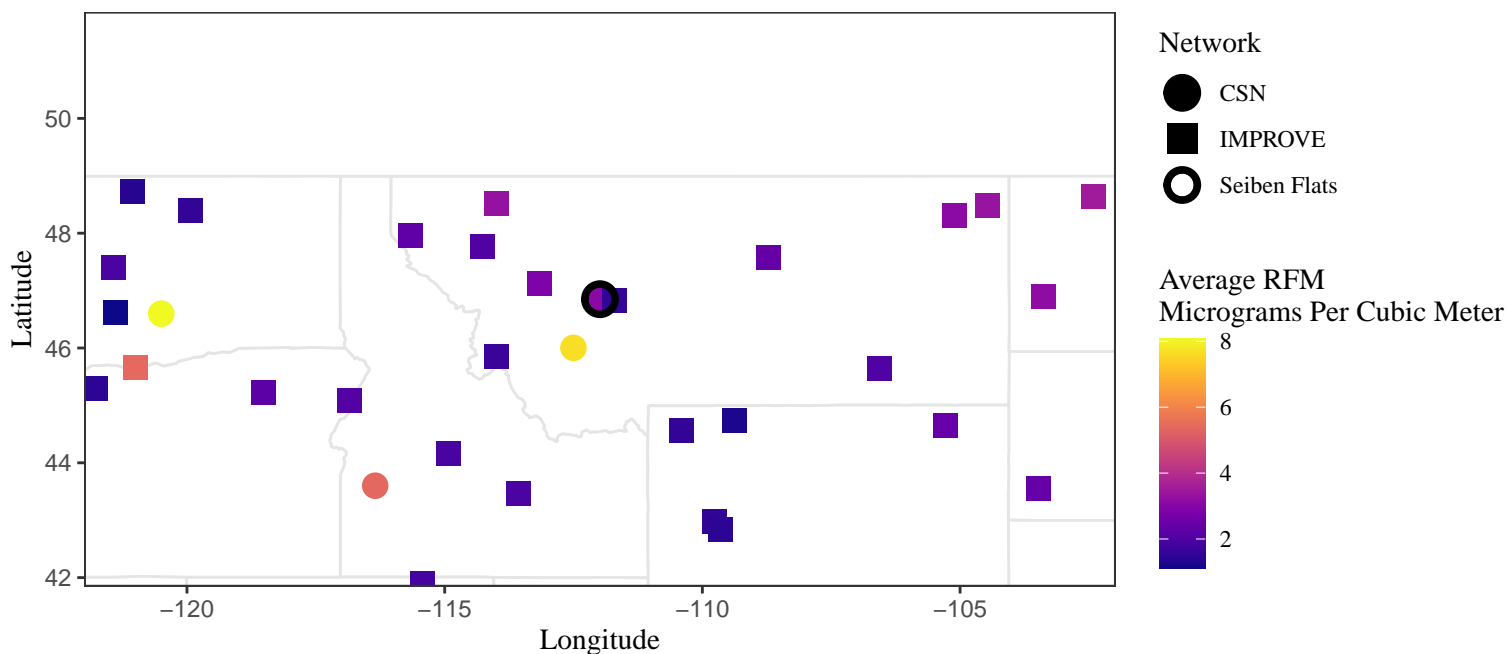 50
48
46
44
42
Latitude
−120
−115
−110
−105
Longitude
Network
CSN
IMPROVE
Seiben Flats
Average RFM
Micrograms Per Cubic Meter
8
6
4
2